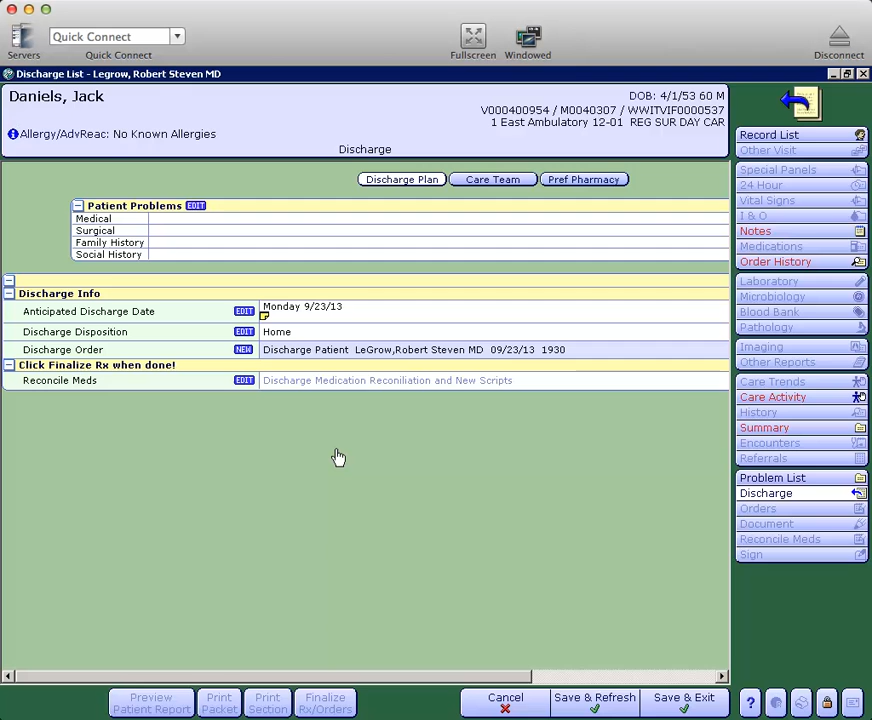 Quick Connect
Servers
Quick Connect
Fullscreen
Windowed
Disconnect
Discharge List - Legrow, Robert Steven MD
Daniels, Jack
DOB: 4/1/53 60 M
V000400954 / M0040307 / WWITVIF0000537
1 East Ambulatory 12-01 REG SUR DAY CAR
Allergy/AdvReac: No Known Allergies
Discharge
Discharge Plan
Care Team
Pref Pharmacy
Patient Problems EDIT
Medical
Surgical
Family History
Social History
Discharge Info
Anticipated Discharge Date EDIT Monday 9/23/13
Discharge Disposition EDIT Home
Discharge Order NEW Discharge Patient LeGrow,Robert Steven MD 09/23/13 1930
Click Finalize Rx when done!
Reconcile Meds EDIT Discharge Medication Reconiliation and New Scripts
Record List
Other Visit
Special Panels
24 Hour
Vital Signs
I & O
Notes
Medications
Order History
Laboratory
Microbiology
Blood Bank
Pathology
Imaging
Other Reports
Care Trends
Care Activity
History
Summary
Encounters
Referrals
Problem List
Discharge
Orders
Document
Reconcile Meds
Sign
Preview
Patient Report
Print
Packet
Print
Section
Finalize
Rx/Orders
Cancel
Save & Refresh
Save & Exit
?